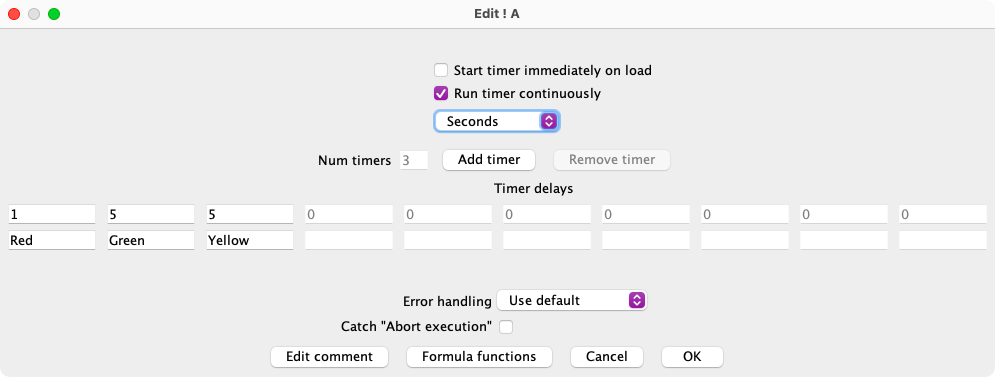 Edit ! A
Start timer immediately on load
Run timer continuously
Seconds
Num timers 3 Add timer Remove timer
Timer delays
1 5 5 0 0 0 0 0 0 0
Red Green Yellow
Error handling Use default
Catch "Abort execution"
Edit comment Formula functions Cancel OK